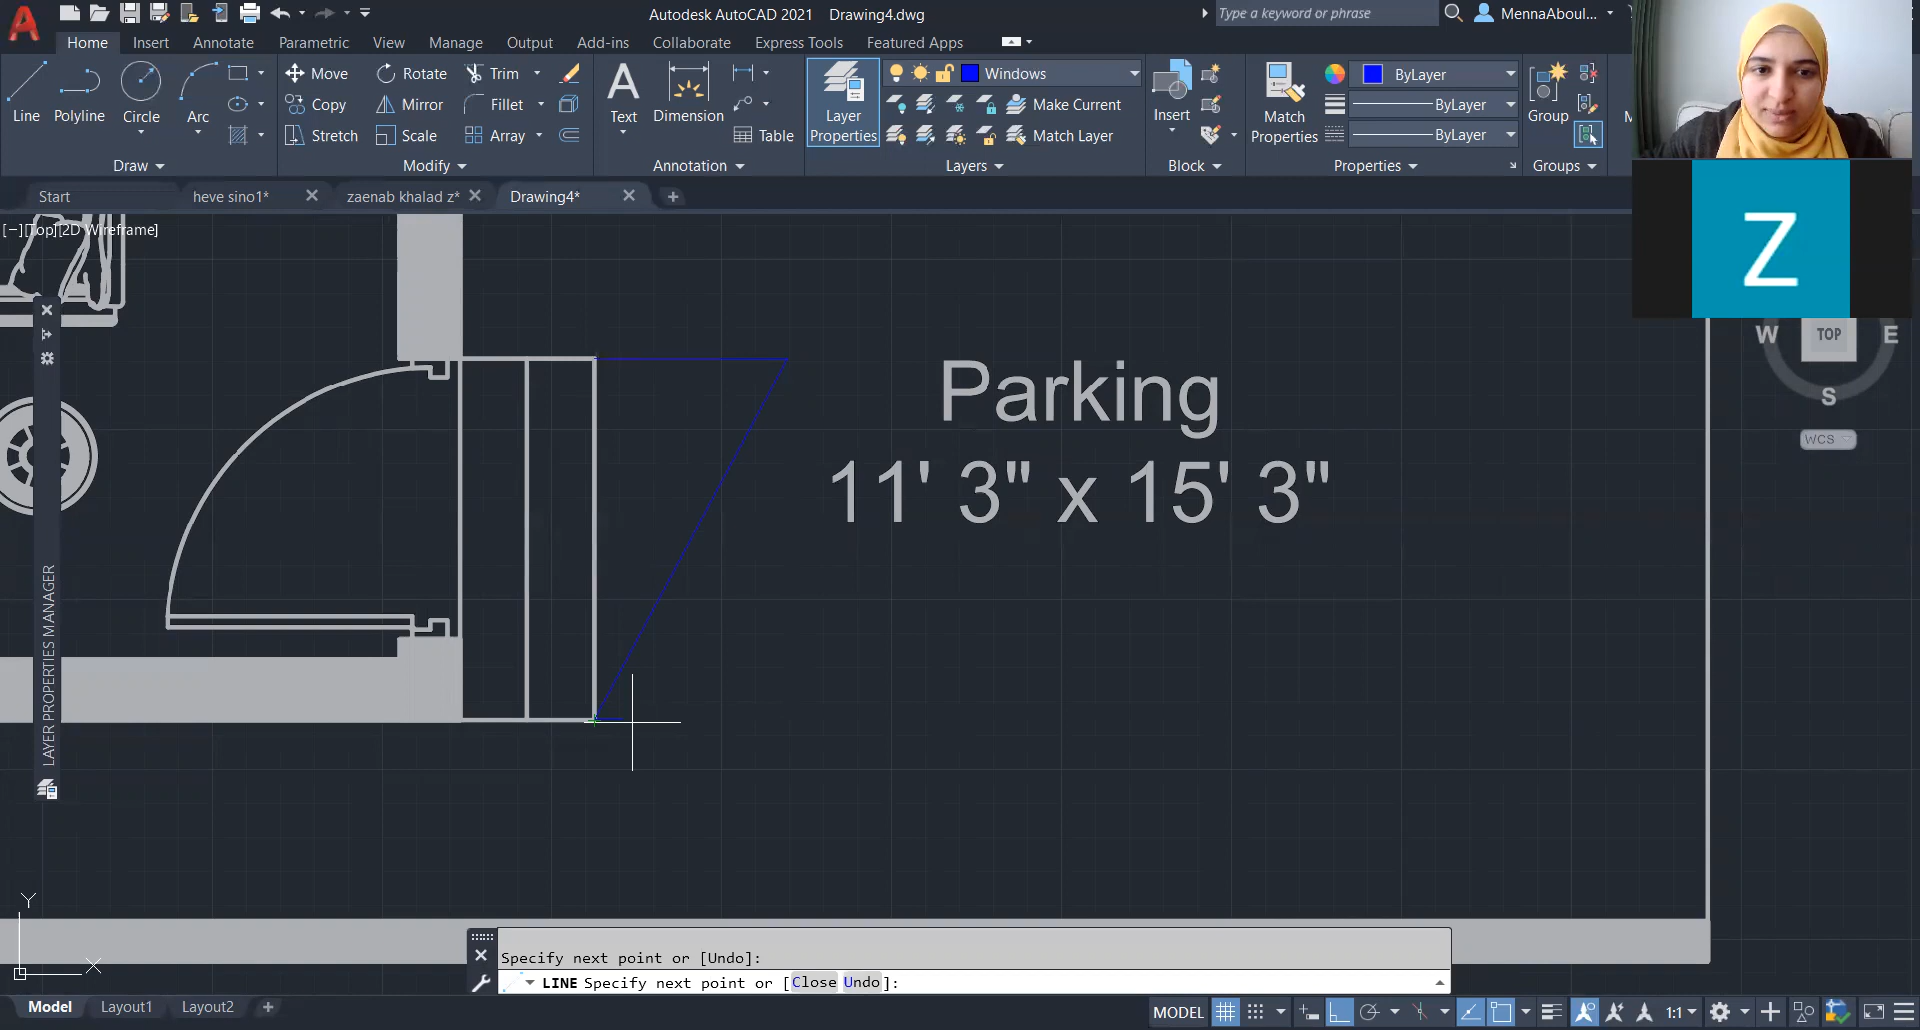 Autodesk AutoCAD 2021 Drawing4.dwg
Type a keyword or phrase
MennaAboul...
Home Insert Annotate Parametric View Manage Output Add-ins Collaborate Express Tools Featured Apps
Line Polyline Circle Arc
Move Rotate Trim
Copy Mirror Fillet
Stretch Scale Array
Text Dimension Table
Layer Properties
Windows
Make Current
Match Layer
Insert
Match Properties
ByLayer
ByLayer
ByLayer
Group
Draw Modify Annotation Layers Block Properties Groups
Start heve sino1* zaenab khalad z* Drawing4*
[−][Top][2D Wireframe]
Z
W TOP E
S
WCS
Parking
11' 3" x 15' 3"
LAYER PROPERTIES MANAGER
Y
X
Specify next point or [Undo]:
LINE Specify next point or [Close Undo]:
Model Layout1 Layout2
MODEL 1:1